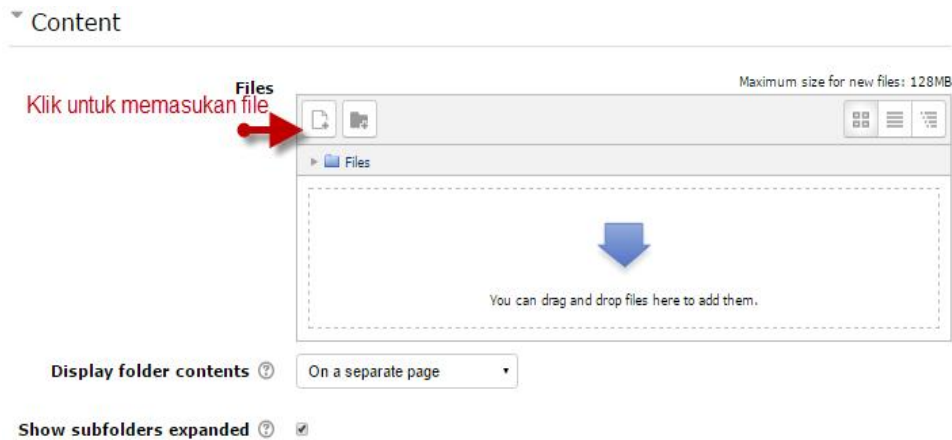 Content
Maximum size for new files: 128MB
Files
Klik untuk memasukan file
Files
You can drag and drop files here to add them.
Display folder contents
On a separate page
Show subfolders expanded